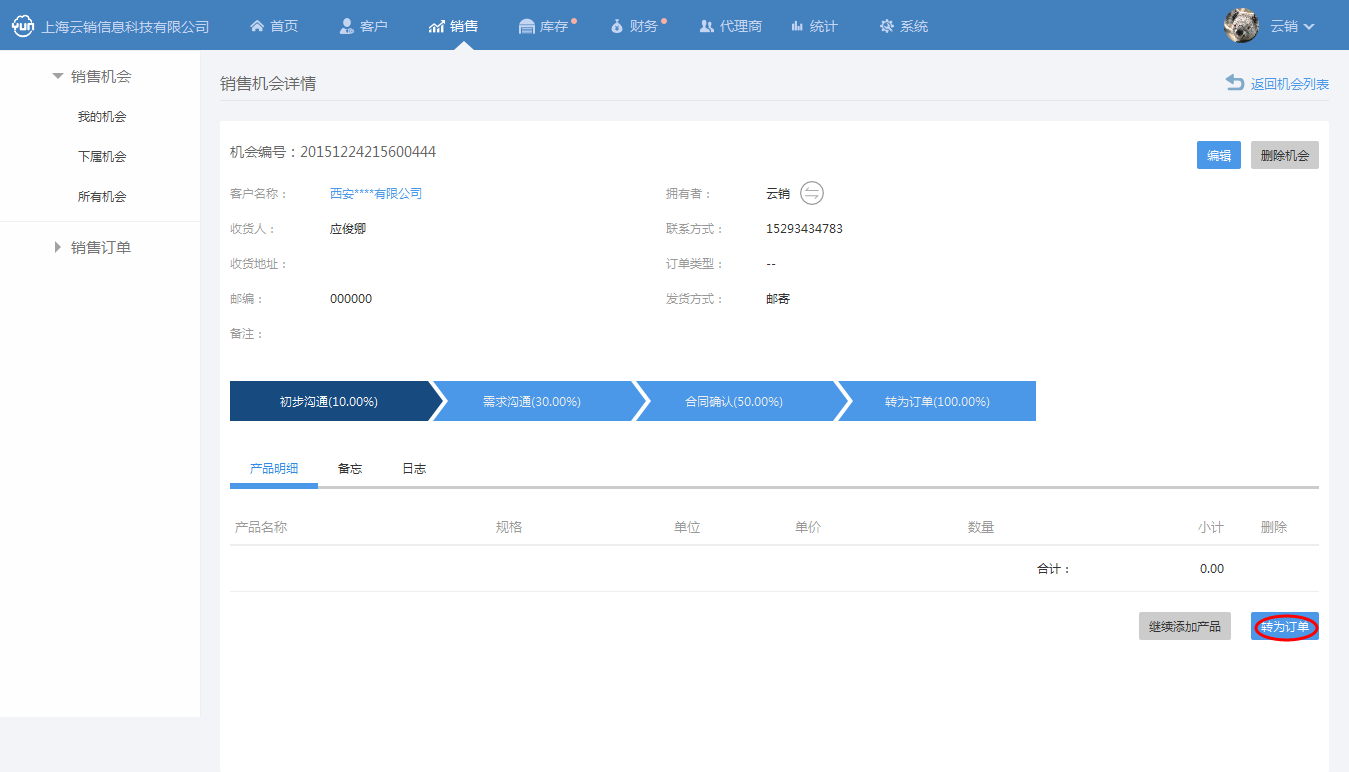 yun 上海云销信息科技有限公司 首页 客户 销售 库存 财务 代理商 统计 系统 云销
销售机会
我的机会
下属机会
所有机会
销售订单
销售机会详情 返回机会列表
机会编号：20151224215600444 编辑 删除机会
客户名称： 西安****有限公司 拥有者： 云销
收货人： 应俊卿 联系方式： 15293434783
收货地址： 订单类型： --
邮编： 000000 发货方式： 邮寄
备注：
初步沟通(10.00%) 需求沟通(30.00%) 合同确认(50.00%) 转为订单(100.00%)
产品明细 备忘 日志
产品名称 规格 单位 单价 数量 小计 删除
合计： 0.00
继续添加产品 转为订单